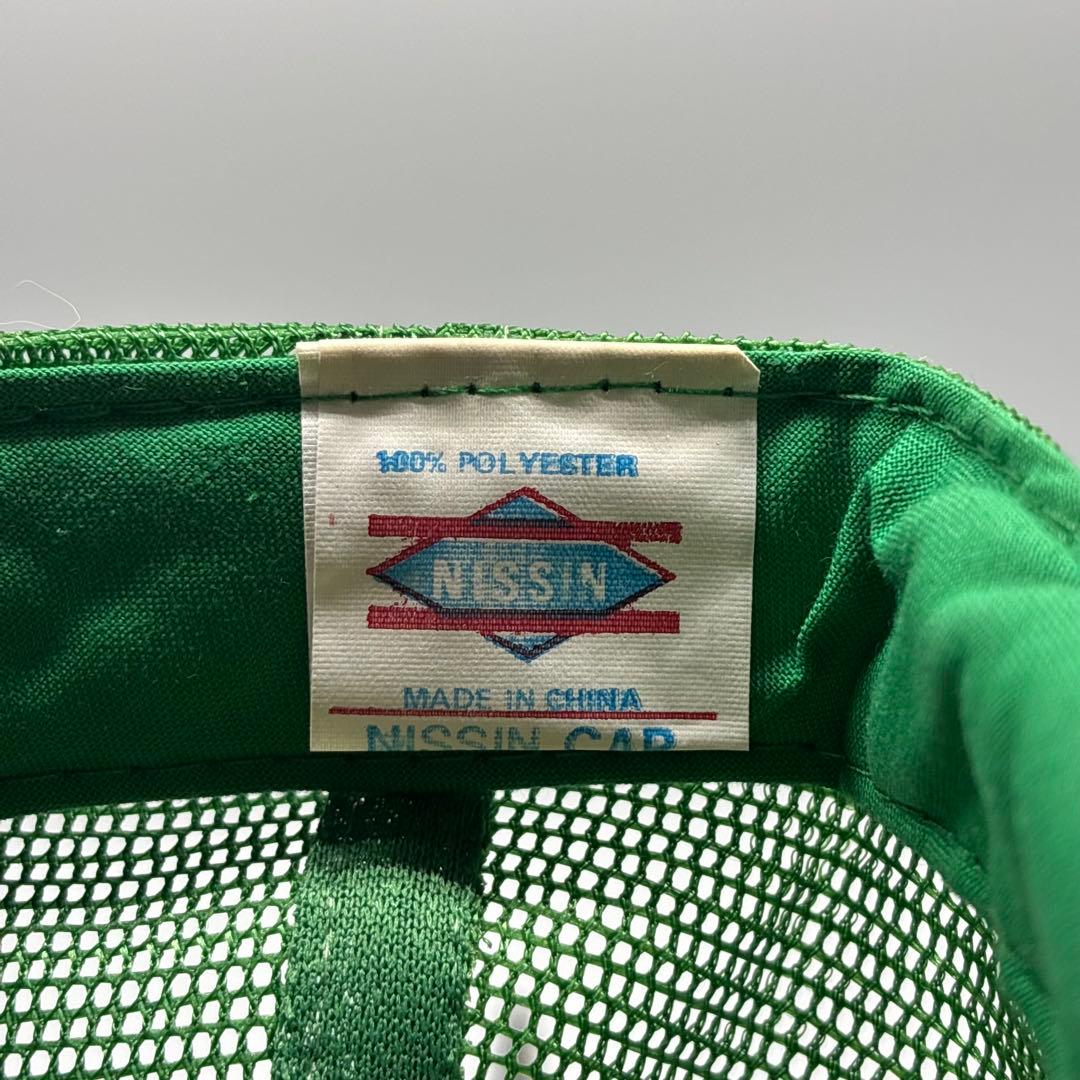 100% POLYESTER
NISSIN
MADE IN CHINA
NISSIN CAP